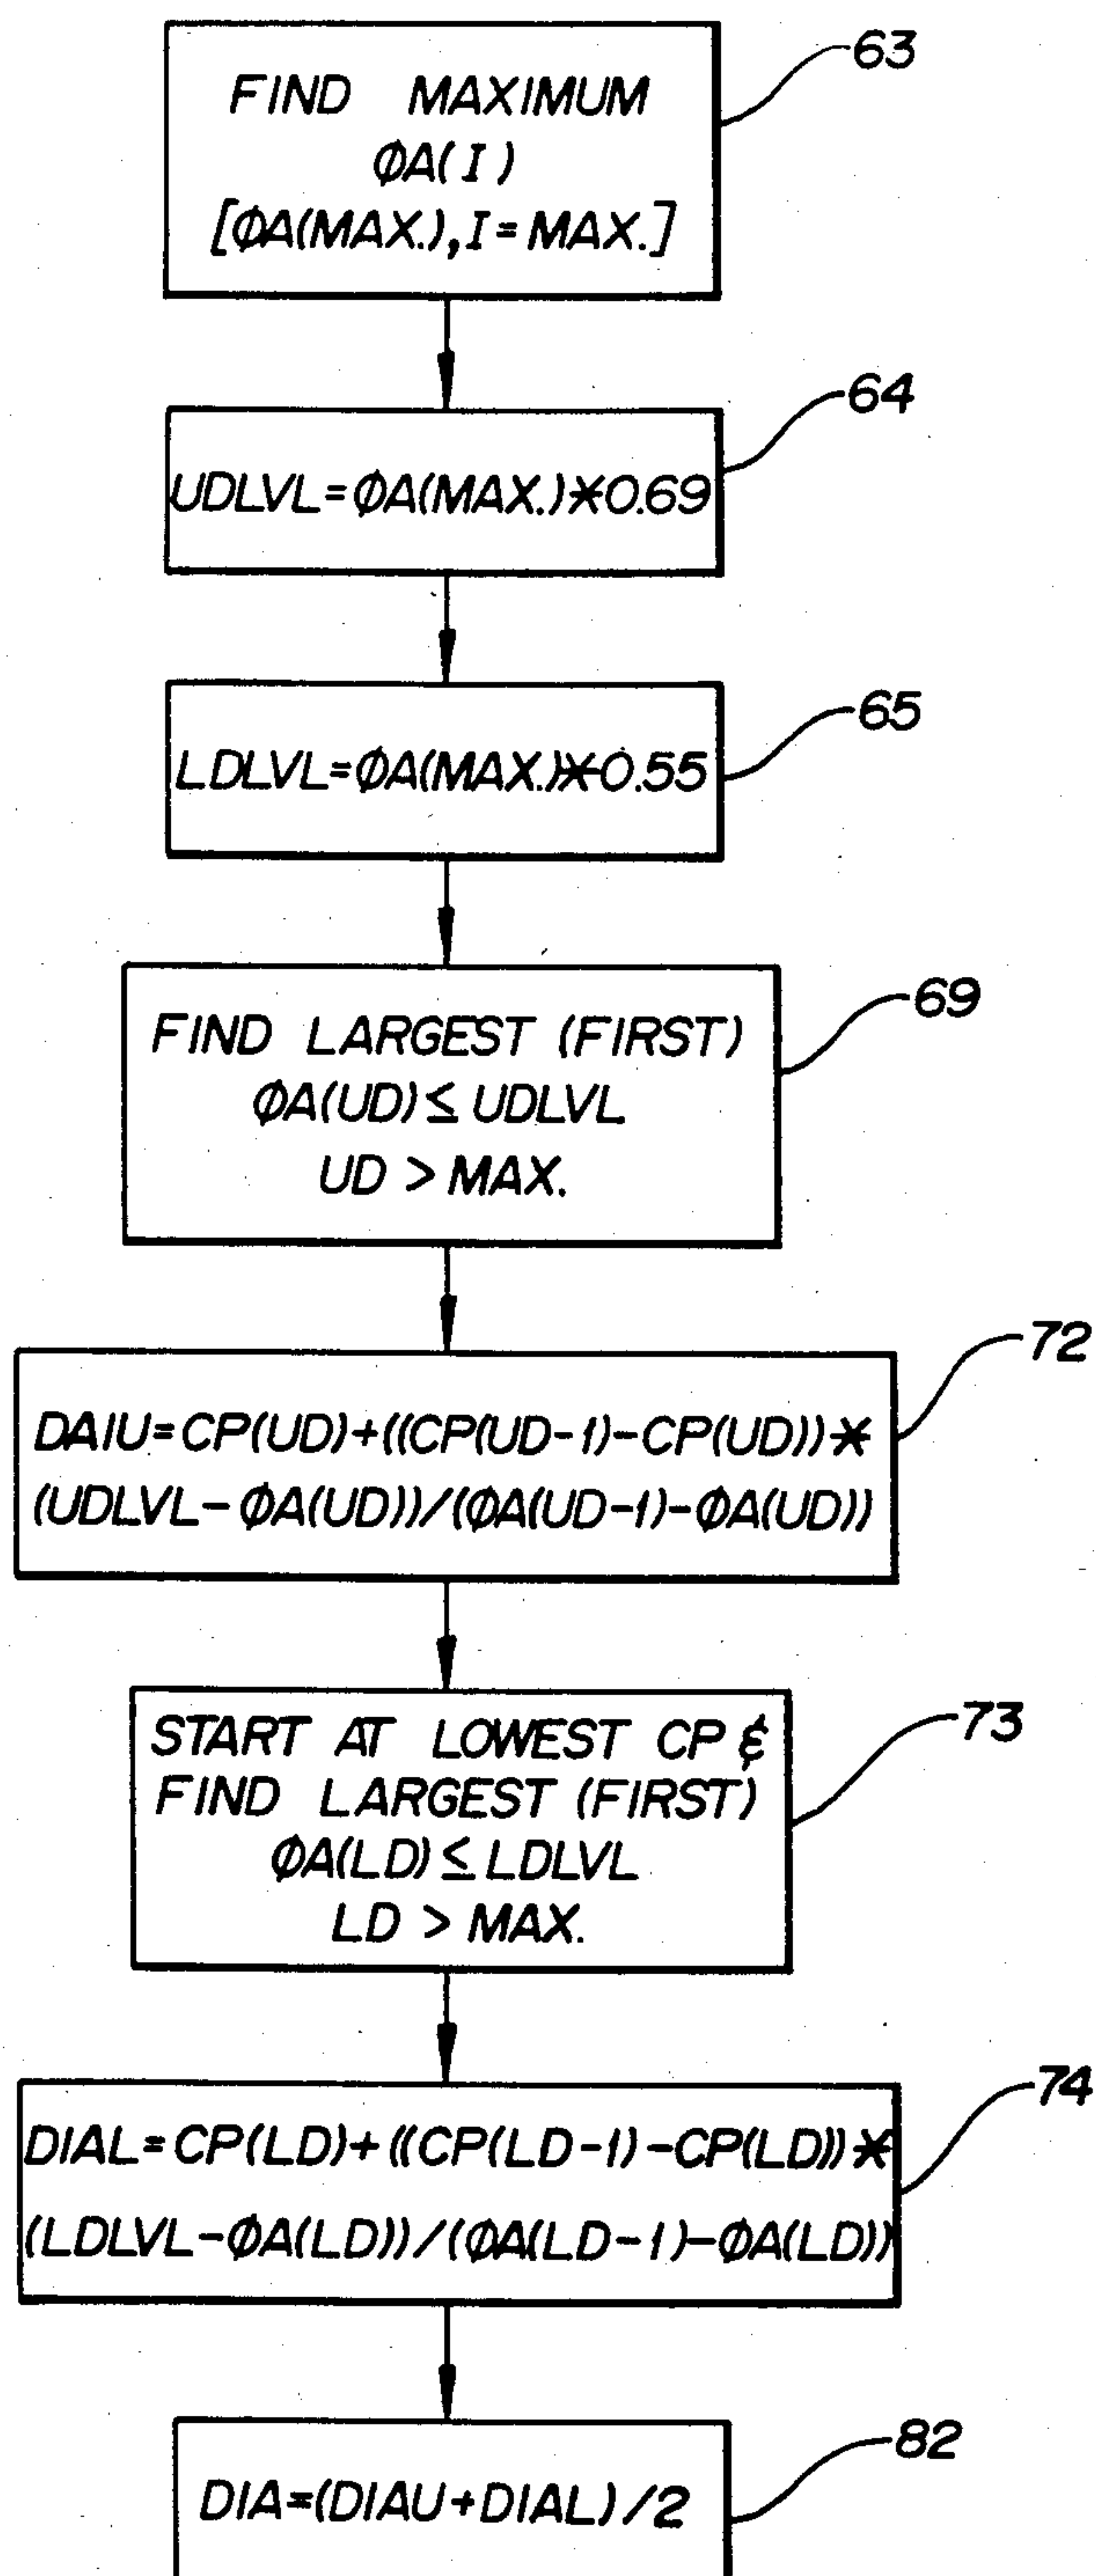 63
FIND MAXIMUM
ØA(I)
[ØA(MAX.), I = MAX.]
64
UDLVL=ØA(MAX.)*0.69
65
LDLVL=ØA(MAX.)*0.55
69
FIND LARGEST (FIRST)
ØA(UD) ≤ UDLVL
UD > MAX.
72
DAIU=CP(UD)+((CP(UD-1)-CP(UD))*
(UDLVL-ØA(UD))/(ØA(UD-1)-ØA(UD))
73
START AT LOWEST CP &
FIND LARGEST (FIRST)
ØA(LD) ≤ LDLVL
LD > MAX.
74
DIAL=CP(LD)+((CP(LD-1)-CP(LD))*
(LDLVL-ØA(LD))/(ØA(LD-1)-ØA(LD))
82
DIA=(DIAU+DIAL)/2